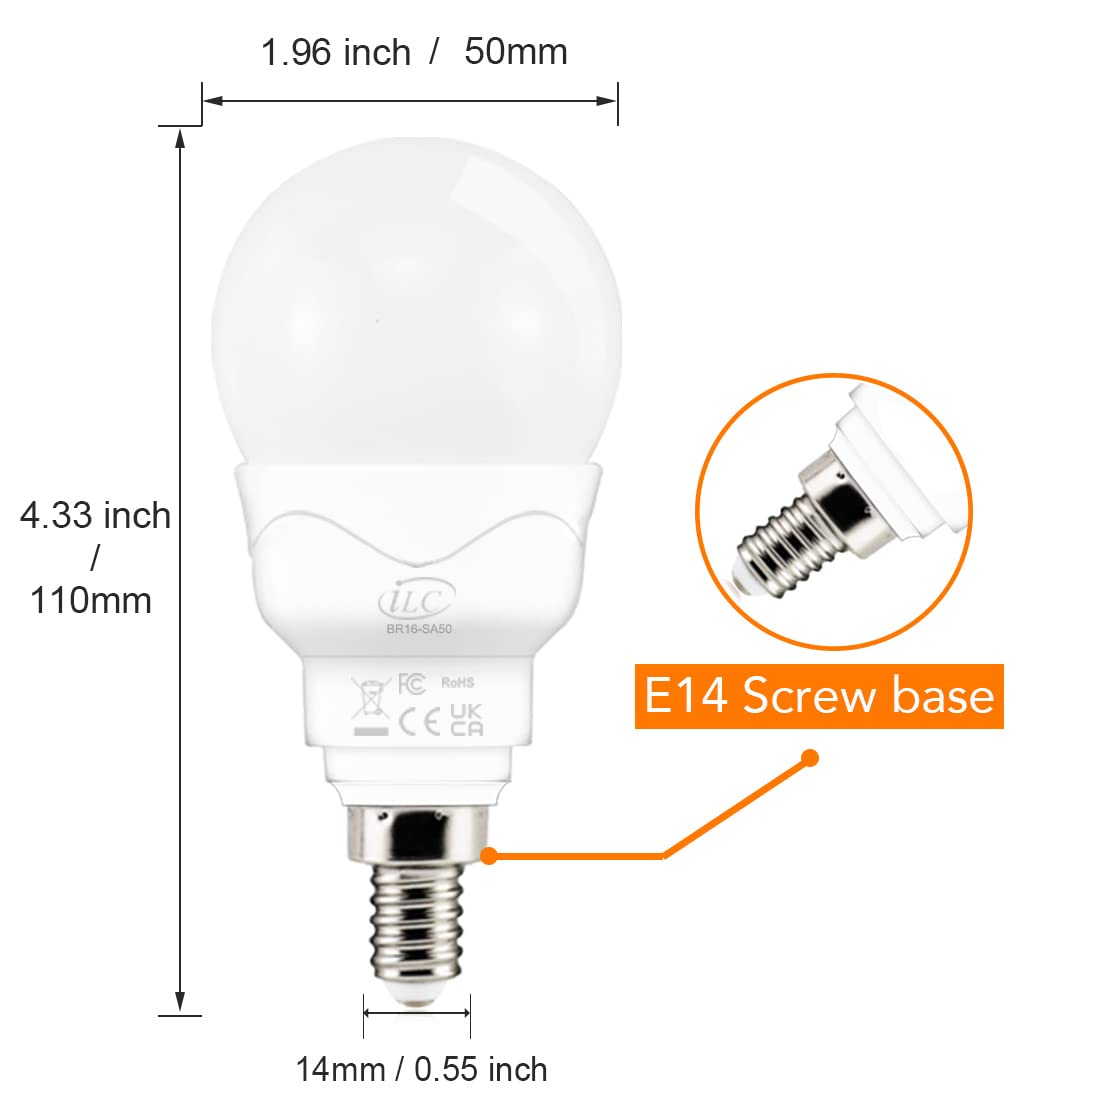 1.96 inch / 50mm
4.33 inch
/
110mm
iLC
BR16-SA50
FC RoHS
CE UK
CA
E14 Screw base
14mm / 0.55 inch